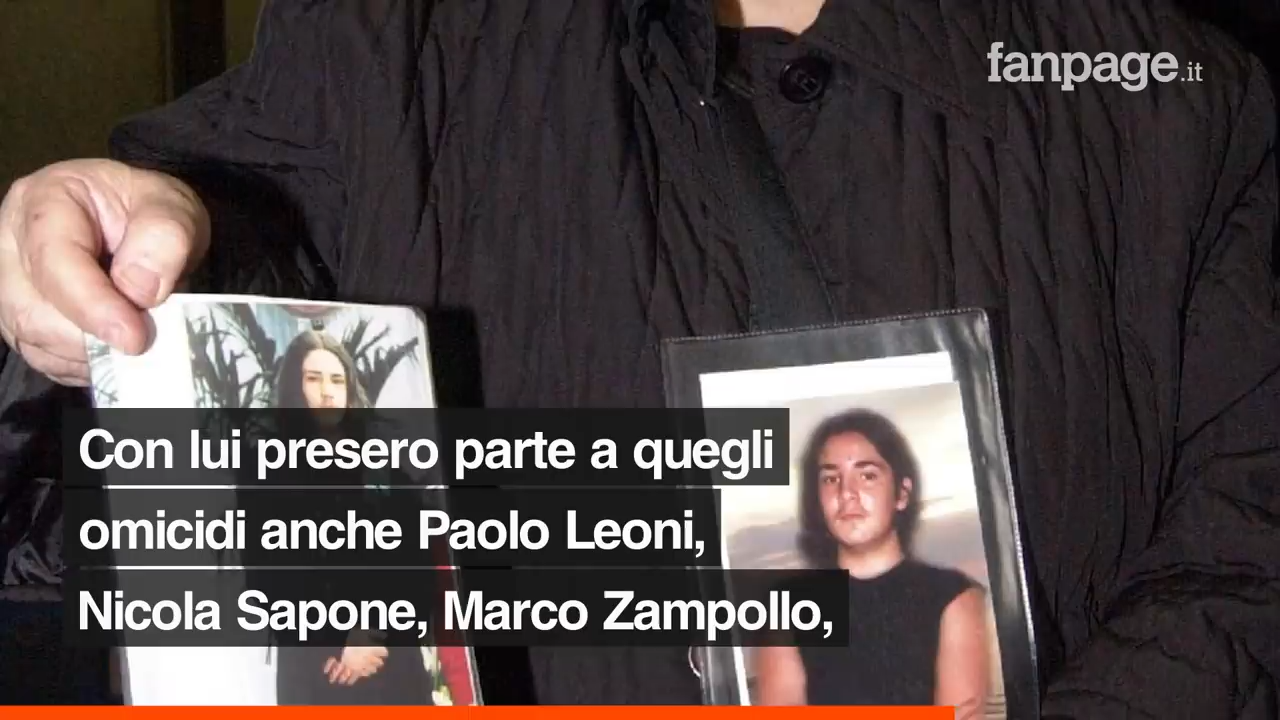 fanpage.it
Con lui presero parte a quegli
omicidi anche Paolo Leoni,
Nicola Sapone, Marco Zampollo,